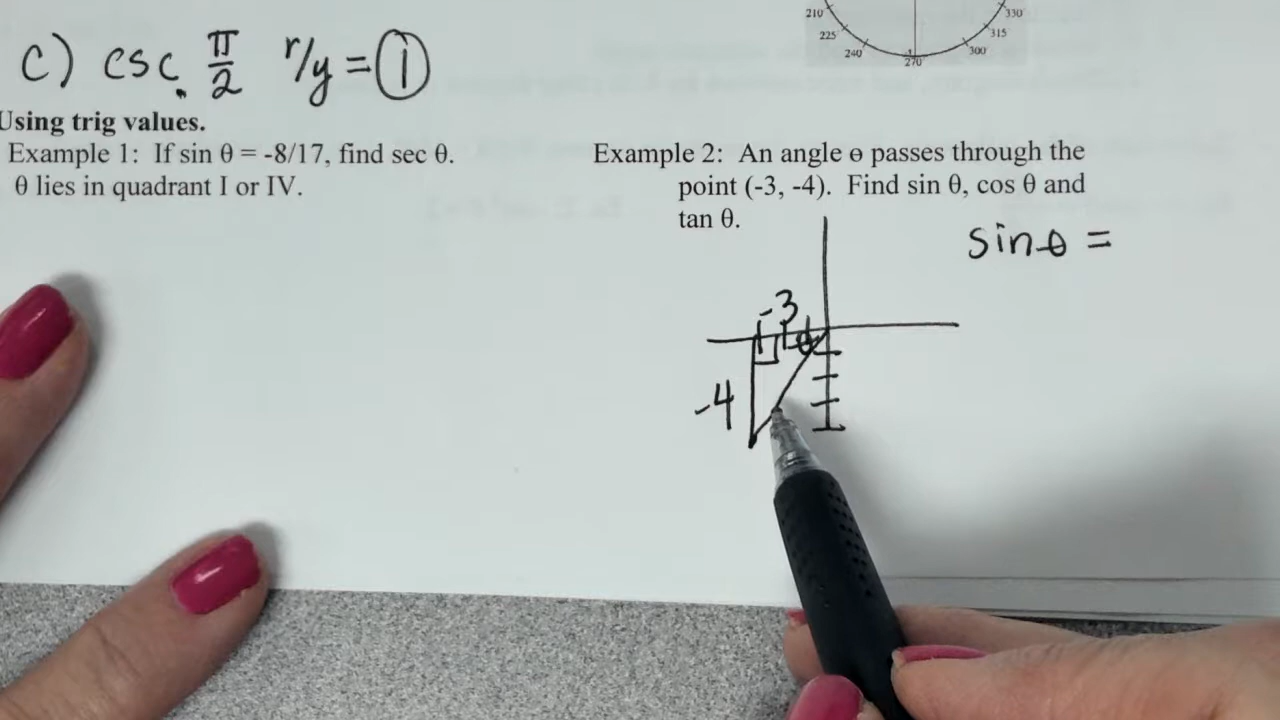 210
225
240
-1
270
300
315
330
C) csc π/2 r/y = 1
Using trig values.
Example 1: If sin θ = -8/17, find sec θ.
θ lies in quadrant I or IV.
Example 2: An angle ɵ passes through the
point (-3, -4). Find sin θ, cos θ and
tan θ.
sin θ =
-3
θ
-4